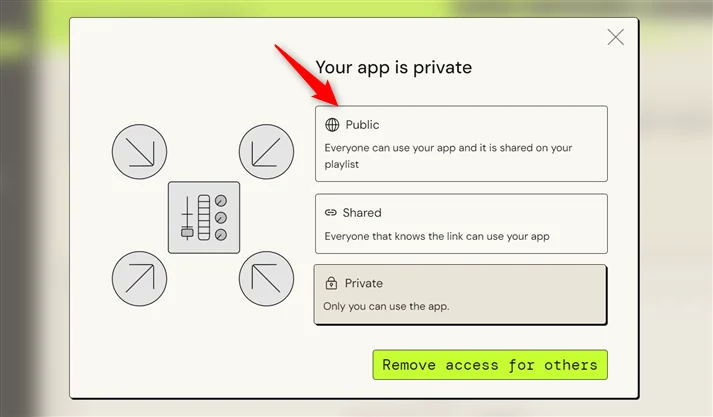 Your app is private
Public
Everyone can use your app and it is shared on your
playlist
Shared
Everyone that knows the link can use your app
Private
Only you can use the app.
Remove access for others